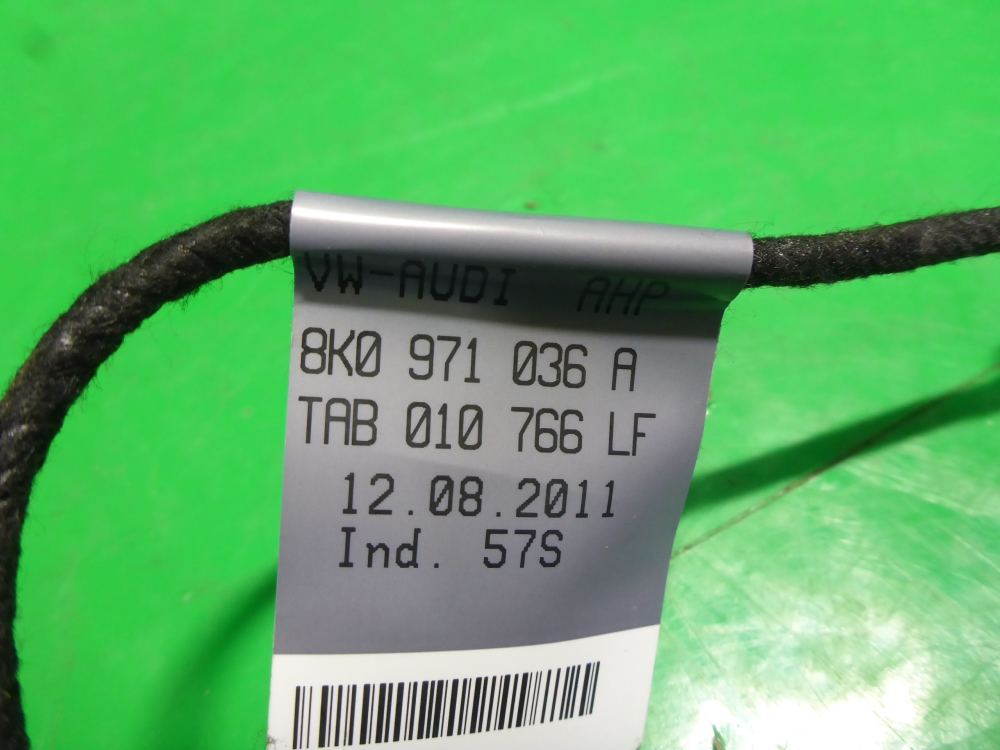 VW-AUDI AHP
8K0 971 036 A
TAB 010 766 LF
12.08.2011
Ind. 57S